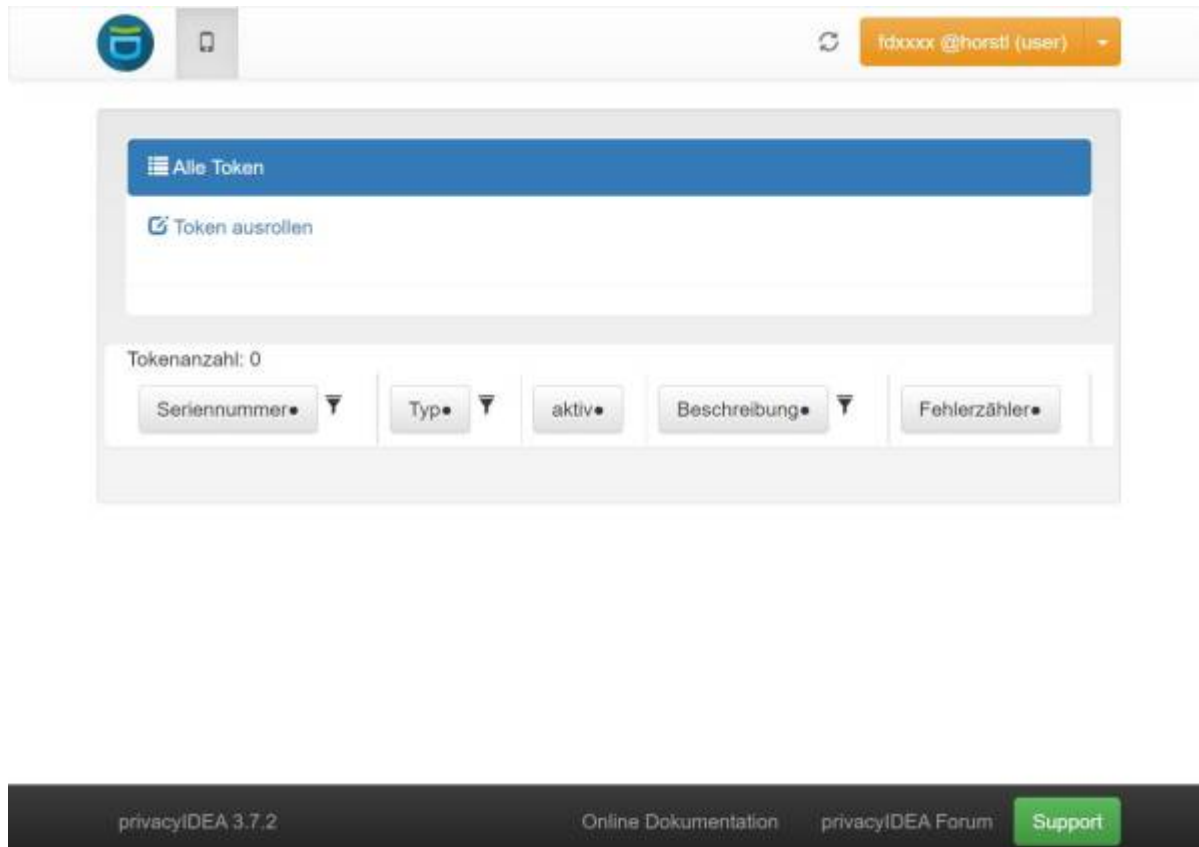 fdxxxx @horstl (user)
Alle Token
Token ausrollen
Tokenanzahl: 0
Seriennummer● Typ● aktiv● Beschreibung● Fehlerzähler●
privacyIDEA 3.7.2 Online Dokumentation privacyIDEA Forum Support